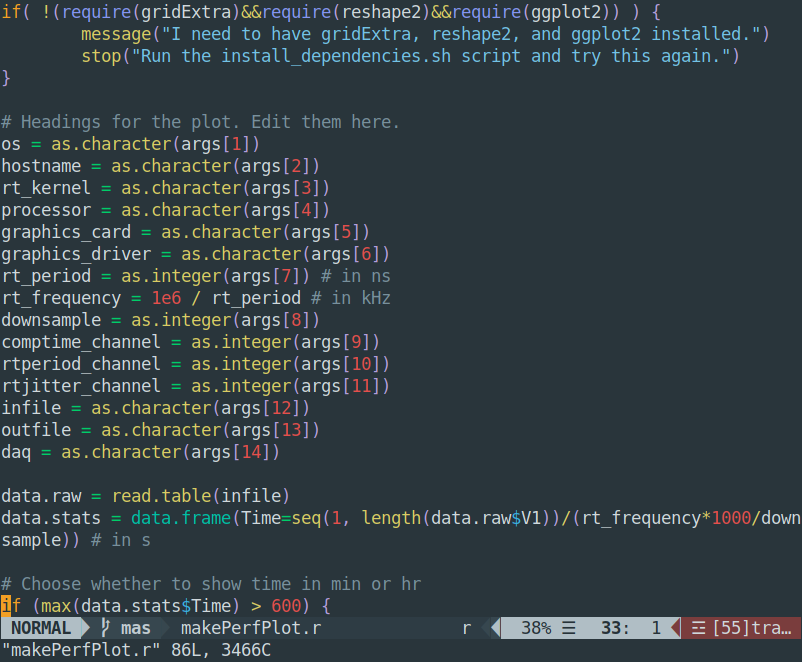 if( !(require(gridExtra)&&require(reshape2)&&require(ggplot2)) ) {
        message("I need to have gridExtra, reshape2, and ggplot2 installed.")
        stop("Run the install_dependencies.sh script and try this again.")
}

# Headings for the plot. Edit them here.
os = as.character(args[1])
hostname = as.character(args[2])
rt_kernel = as.character(args[3])
processor = as.character(args[4])
graphics_card = as.character(args[5])
graphics_driver = as.character(args[6])
rt_period = as.integer(args[7]) # in ns
rt_frequency = 1e6 / rt_period # in kHz
downsample = as.integer(args[8])
comptime_channel = as.integer(args[9])
rtperiod_channel = as.integer(args[10])
rtjitter_channel = as.integer(args[11])
infile = as.character(args[12])
outfile = as.character(args[13])
daq = as.character(args[14])

data.raw = read.table(infile)
data.stats = data.frame(Time=seq(1, length(data.raw$V1))/(rt_frequency*1000/down
sample)) # in s

# Choose whether to show time in min or hr
if (max(data.stats$Time) > 600) {
NORMAL  mas  makePerfPlot.r  r  38% ☰  33:  1  ☲ [55]tra…
"makePerfPlot.r" 86L, 3466C